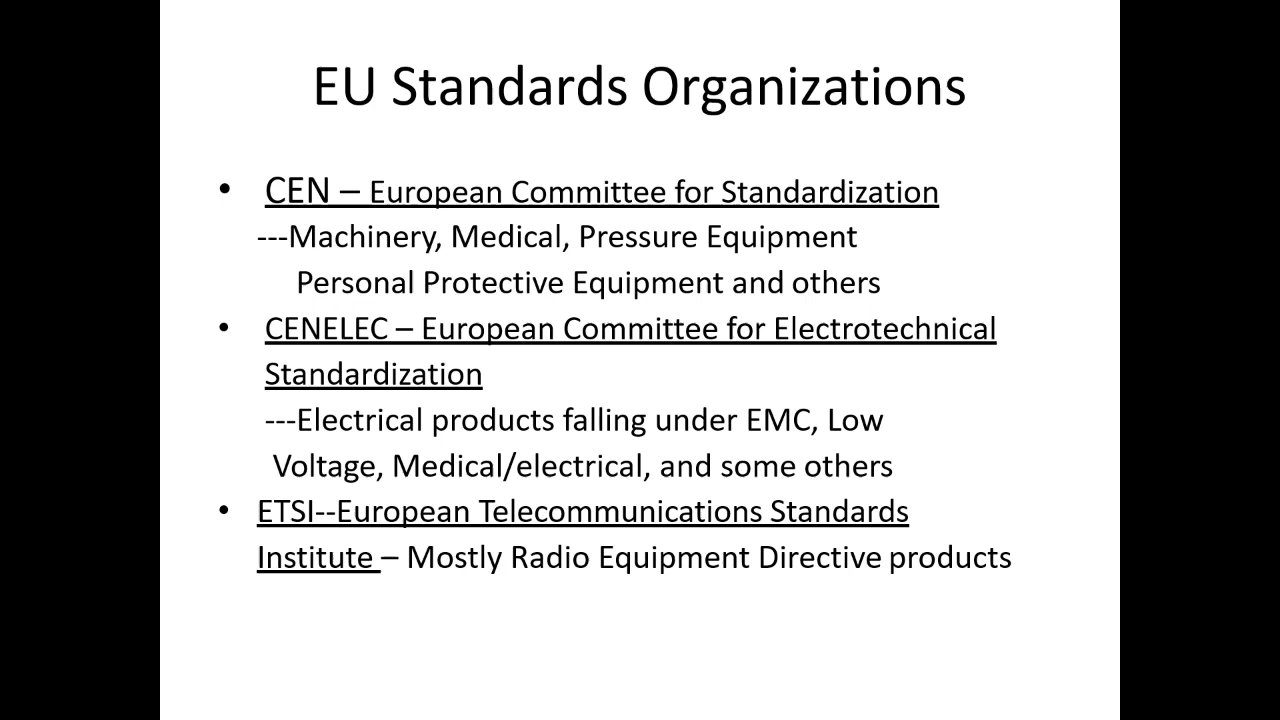 EU Standards Organizations
• CEN – European Committee for Standardization
---Machinery, Medical, Pressure Equipment
Personal Protective Equipment and others
• CENELEC – European Committee for Electrotechnical
Standardization
---Electrical products falling under EMC, Low
Voltage, Medical/electrical, and some others
• ETSI--European Telecommunications Standards
Institute – Mostly Radio Equipment Directive products